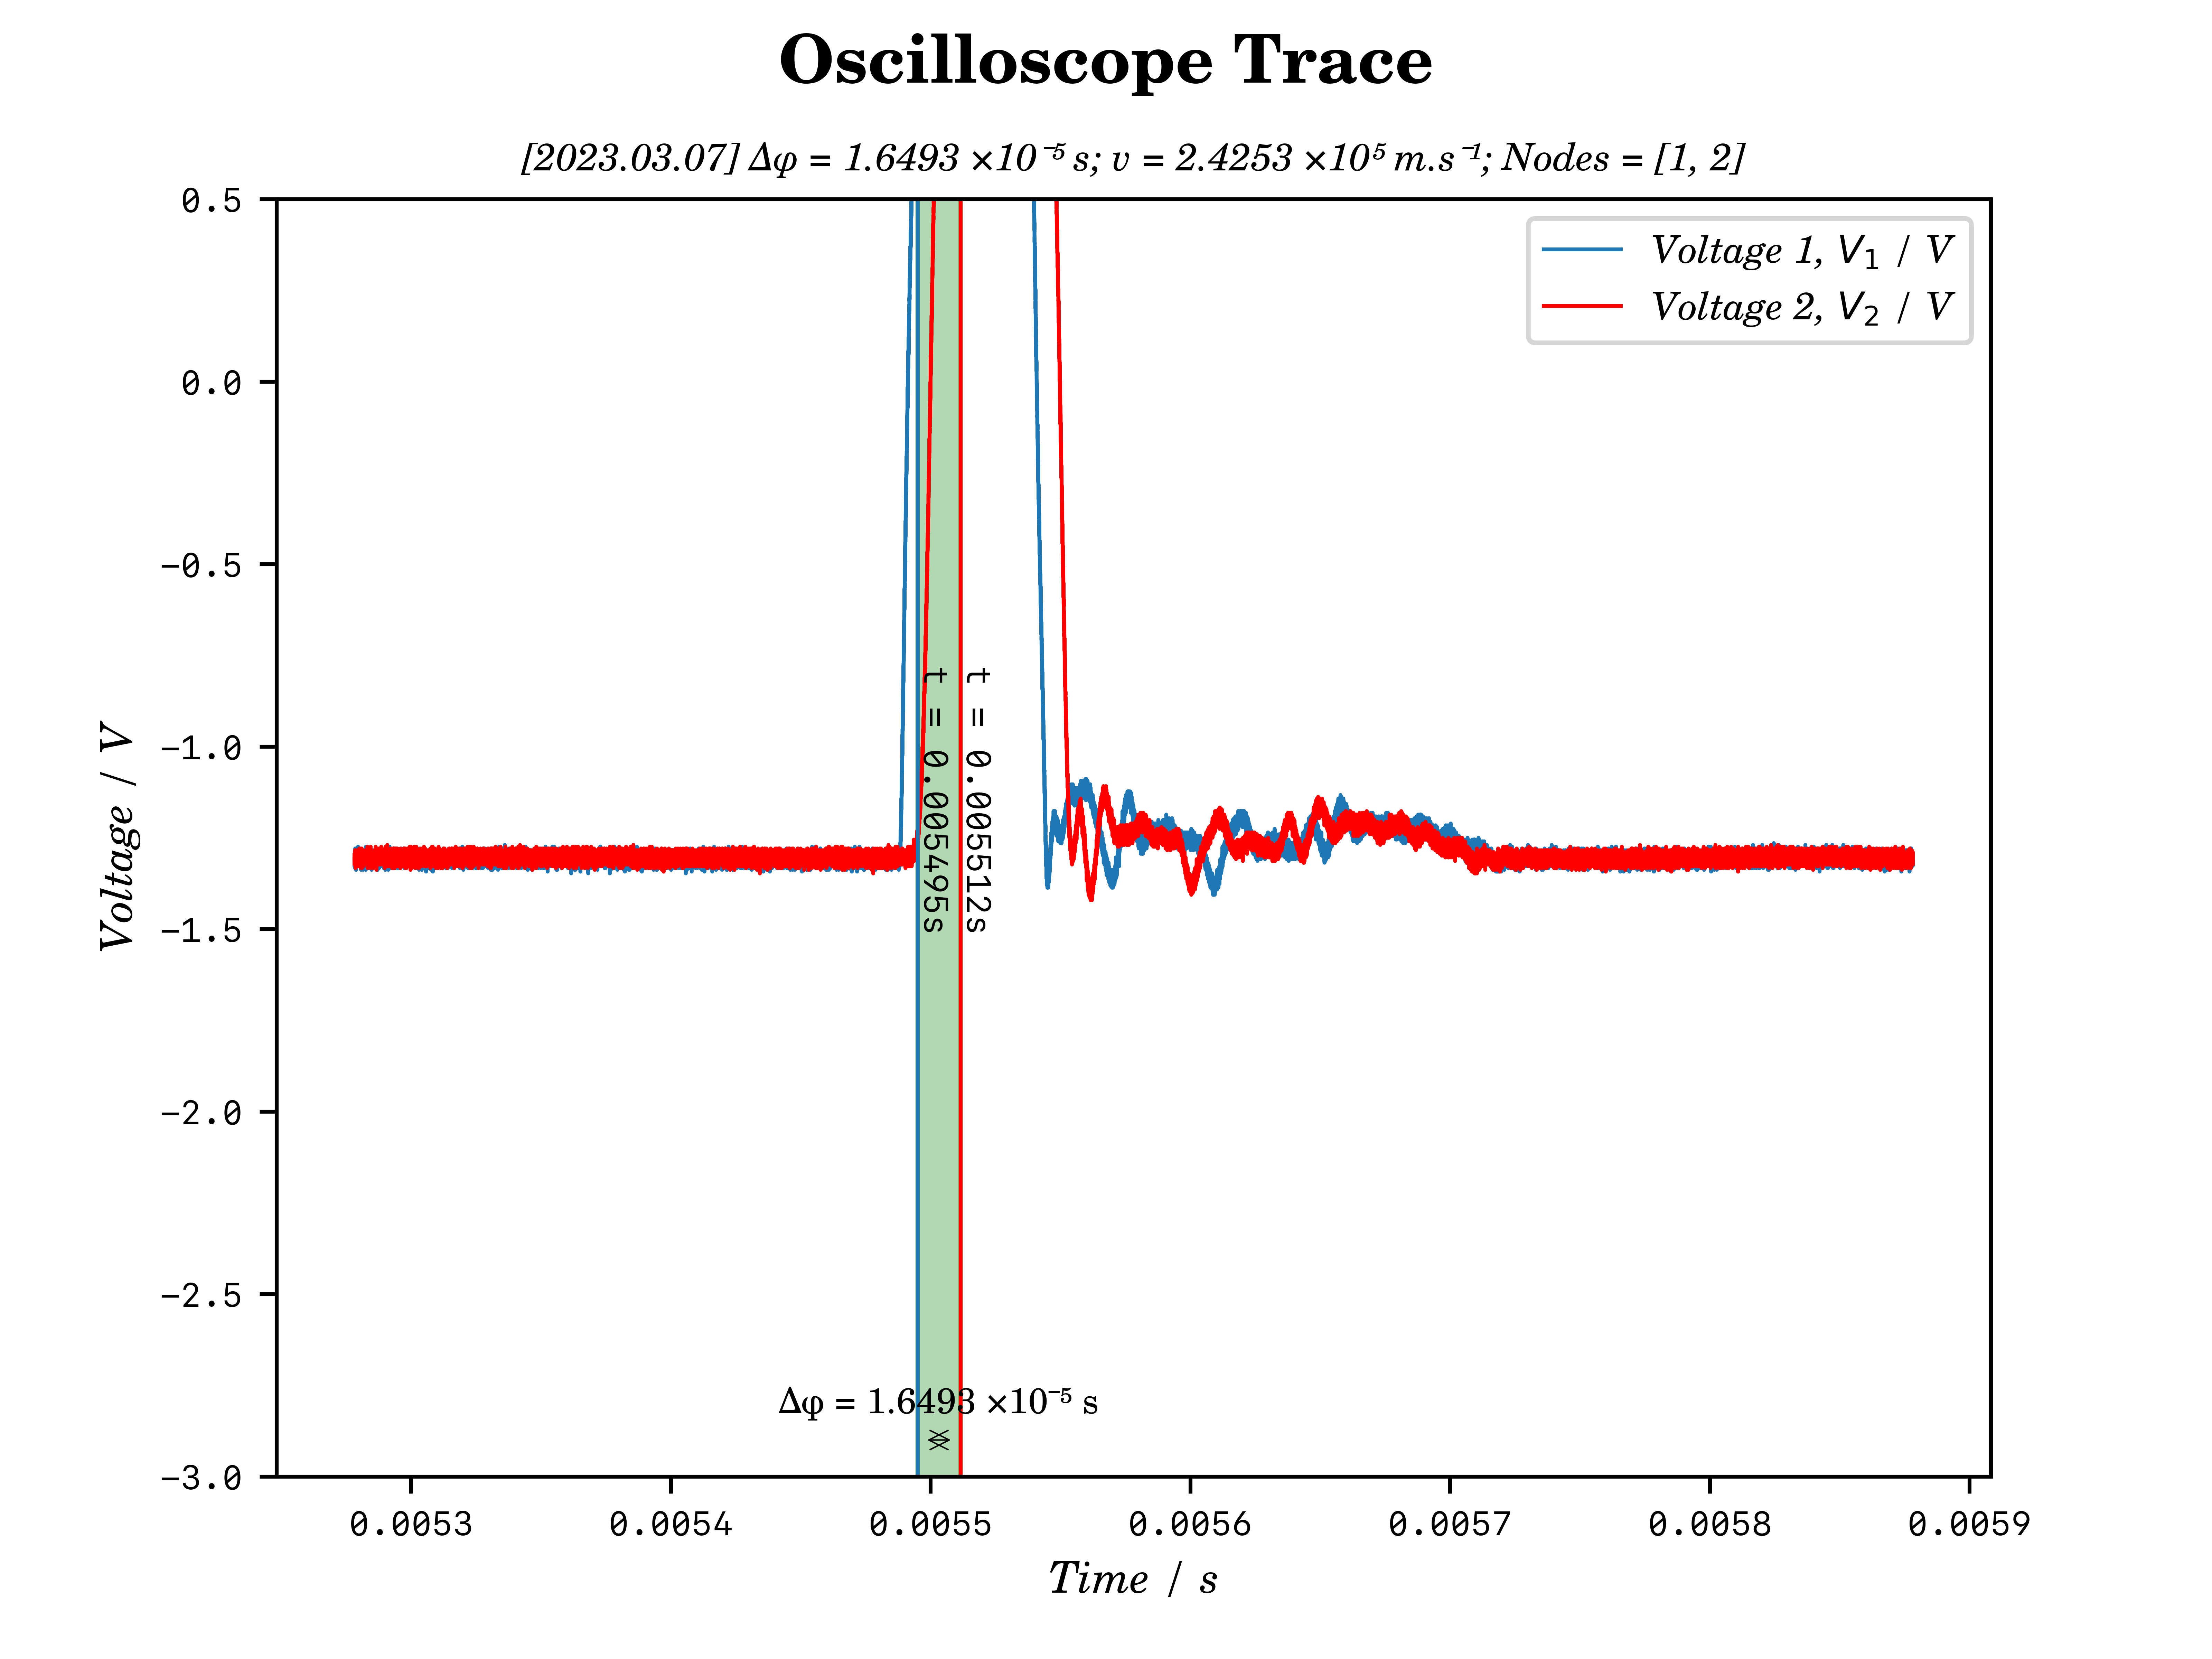 Oscilloscope Trace
[2023.03.07] Δφ = 1.6493 ×10⁻⁵ s; v = 2.4253 ×10⁵ m.s⁻¹; Nodes = [1, 2]
Voltage 1, V₁ / V
Voltage 2, V₂ / V
0.5
0.0
−0.5
−1.0
−1.5
−2.0
−2.5
−3.0
Voltage / V
t = 0.005495s
t = 0.005512s
Δφ = 1.6493 ×10⁻⁵ s
0.0053 0.0054 0.0055 0.0056 0.0057 0.0058 0.0059
Time / s